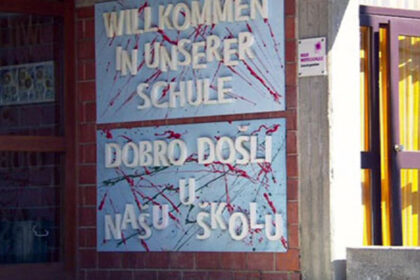 WILLKOMMEN
IN UNSERER
SCHULE
DOBRO DOŠLI
U
NAŠU ŠKOLU